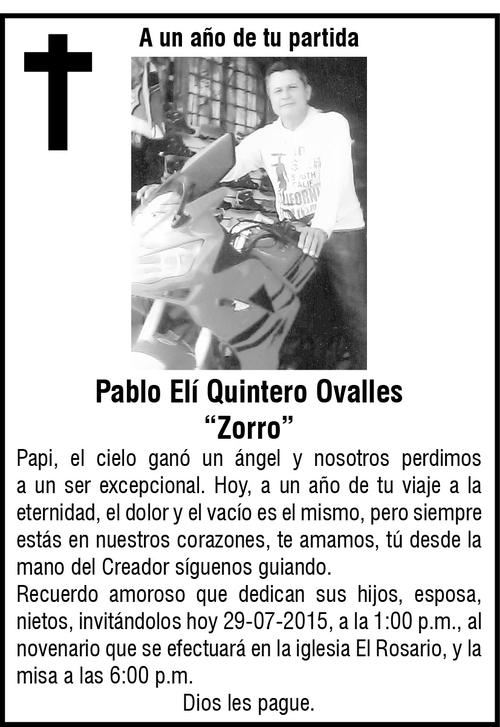 A un año de tu partida
CALIF
Pablo Elí Quintero Ovalles
“Zorro”
Papi, el cielo ganó un ángel y nosotros perdimos
a un ser excepcional. Hoy, a un año de tu viaje a la
eternidad, el dolor y el vacío es el mismo, pero siempre
estás en nuestros corazones, te amamos, tú desde la
mano del Creador síguenos guiando.
Recuerdo amoroso que dedican sus hijos, esposa,
nietos, invitándolos hoy 29-07-2015, a la 1:00 p.m., al
novenario que se efectuará en la iglesia El Rosario, y la
misa a las 6:00 p.m.
Dios les pague.